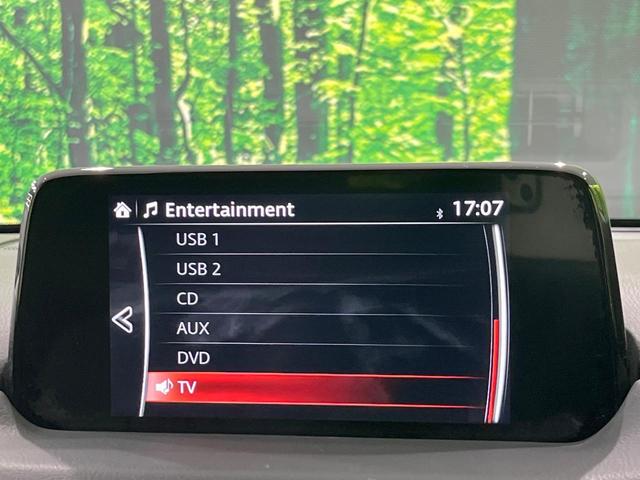 Entertainment 17:07
USB 1
USB 2
CD
AUX
DVD
TV